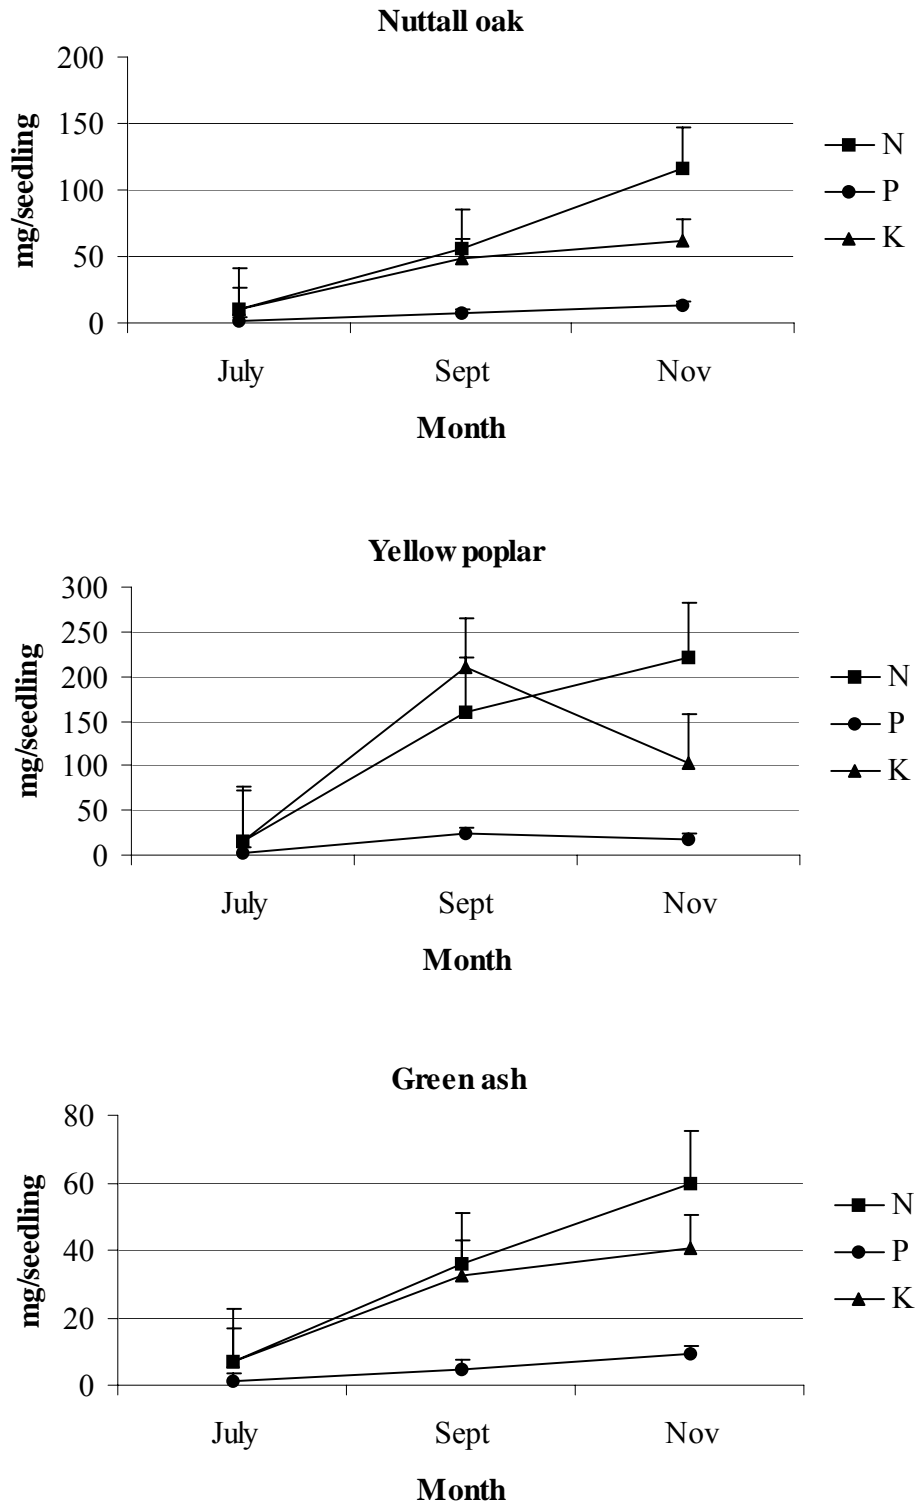 Nuttall oak
200
150
100
50
0
mg/seedling
July Sept Nov
Month
N
P
K
Yellow poplar
300
250
200
150
100
50
0
mg/seedling
July Sept Nov
Month
N
P
K
Green ash
80
60
40
20
0
mg/seedling
July Sept Nov
Month
N
P
K